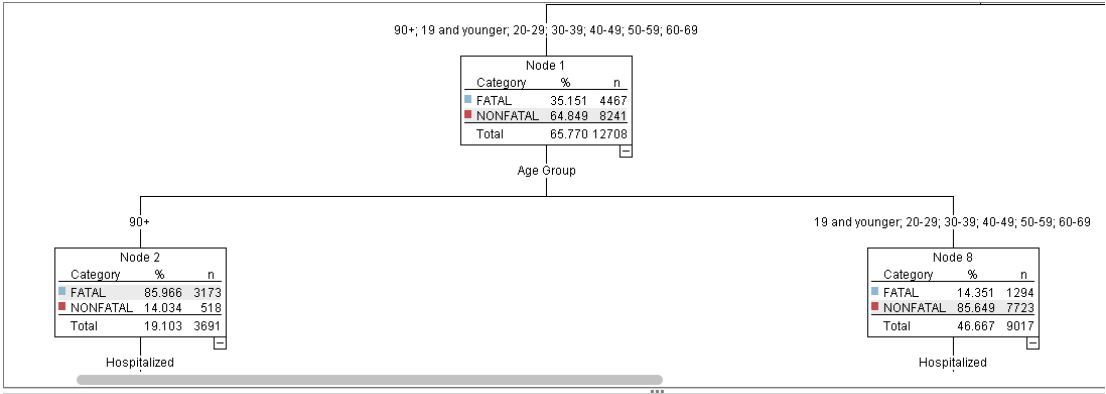 90+; 19 and younger; 20-29; 30-39; 40-49; 50-59; 60-69
Node 1
Category % n
FATAL 35.151 4467
NONFATAL 64.849 8241
Total 65.770 12708
Age Group
90+
19 and younger; 20-29; 30-39; 40-49; 50-59; 60-69
Node 2
Category % n
FATAL 85.966 3173
NONFATAL 14.034 518
Total 19.103 3691
Hospitalized
Node 8
Category % n
FATAL 14.351 1294
NONFATAL 85.649 7723
Total 46.667 9017
Hospitalized